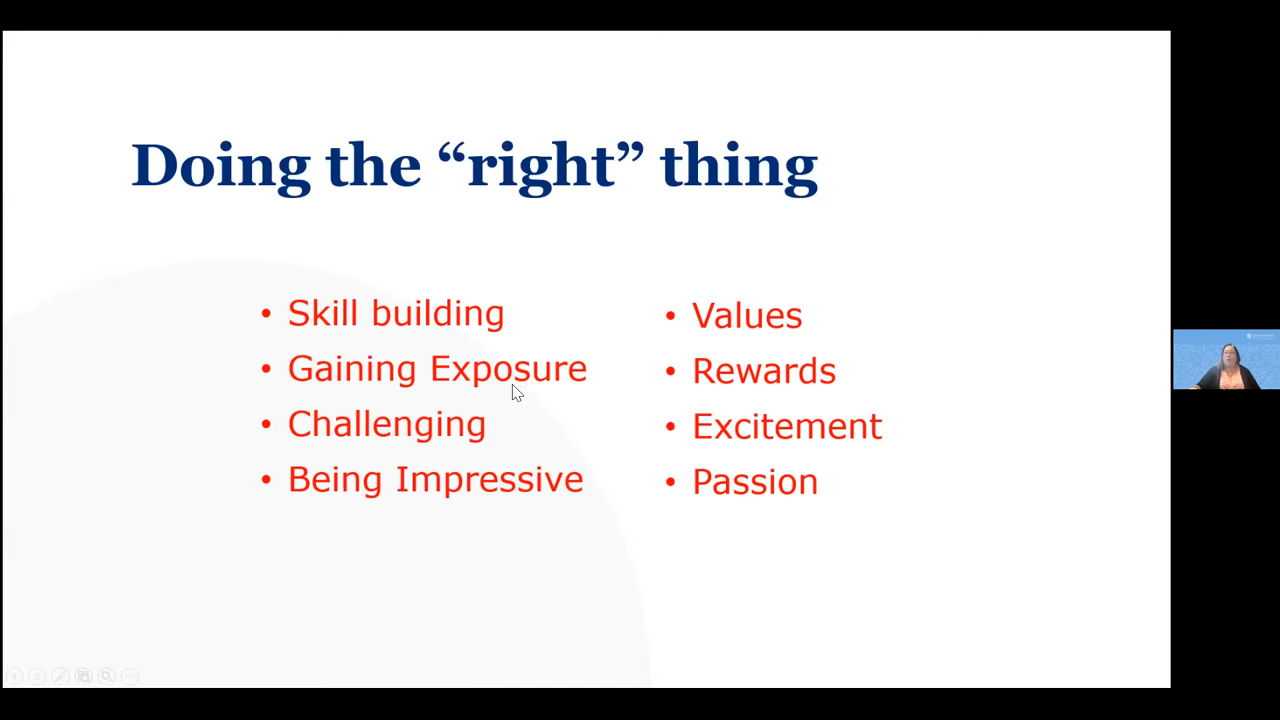 Doing the “right” thing
• Skill building
• Gaining Exposure
• Challenging
• Being Impressive
• Values
• Rewards
• Excitement
• Passion